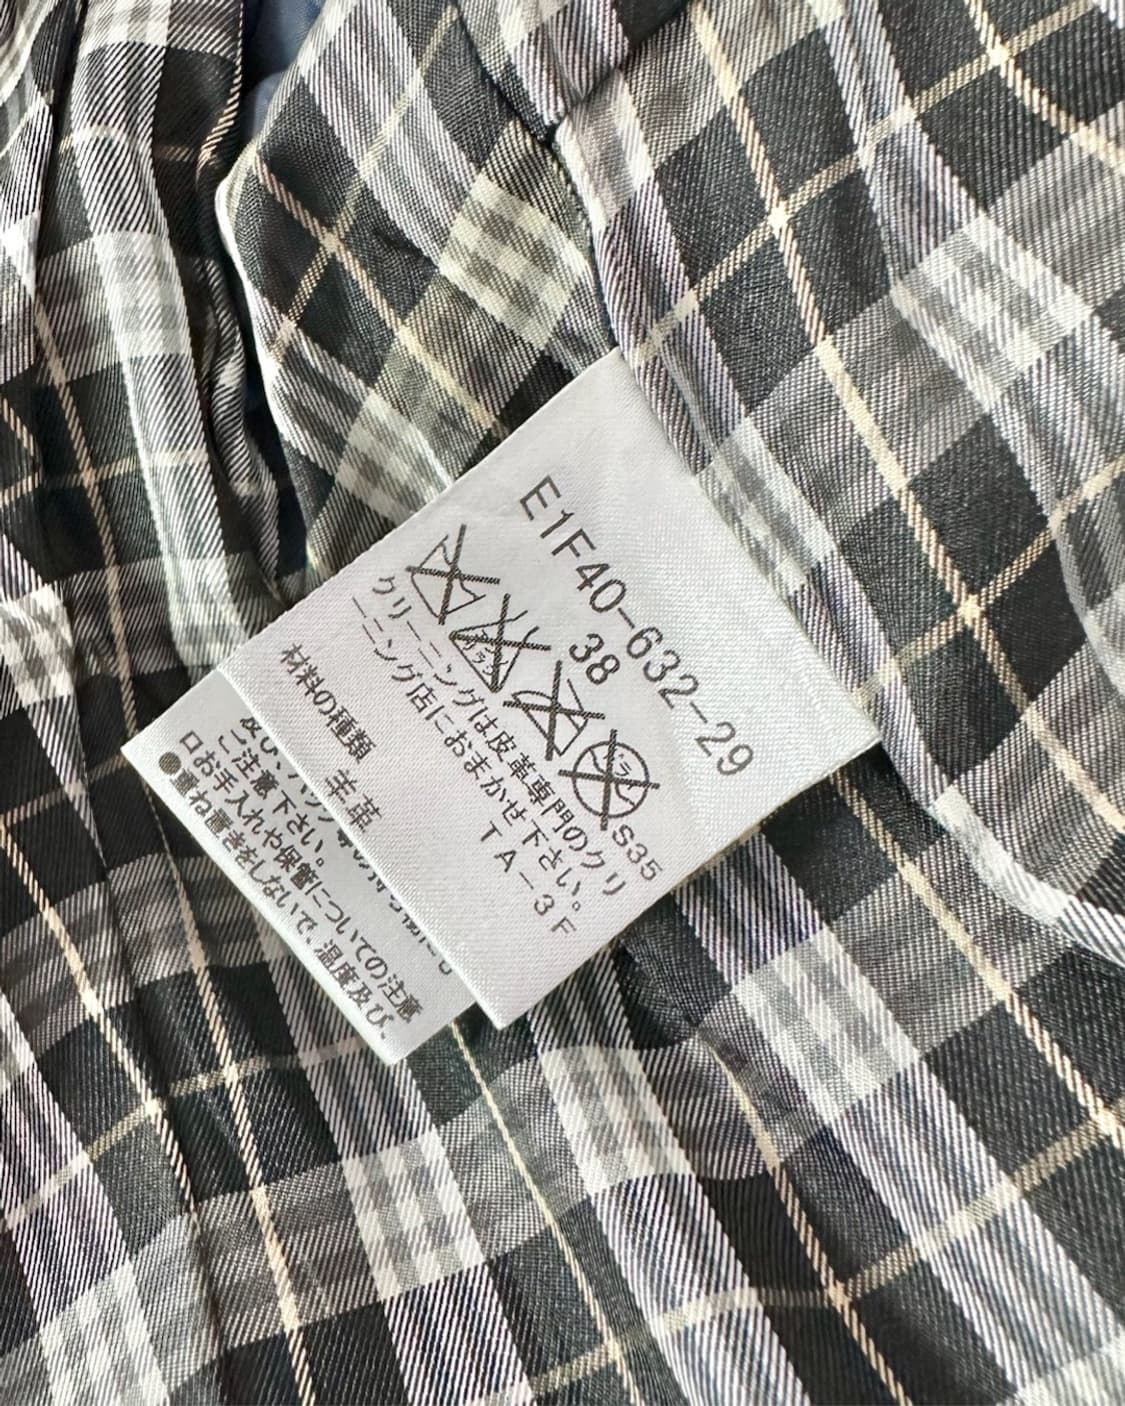 E1F40-632-29
38
クリーニングは皮革専門のクリ
ーニング店におまかせ下さい。
S35
TA-3F
材料の種類 羊革
ご注意下さい。
口お手入れや保管についての注意
●重ね置きをしないで、温度及び、